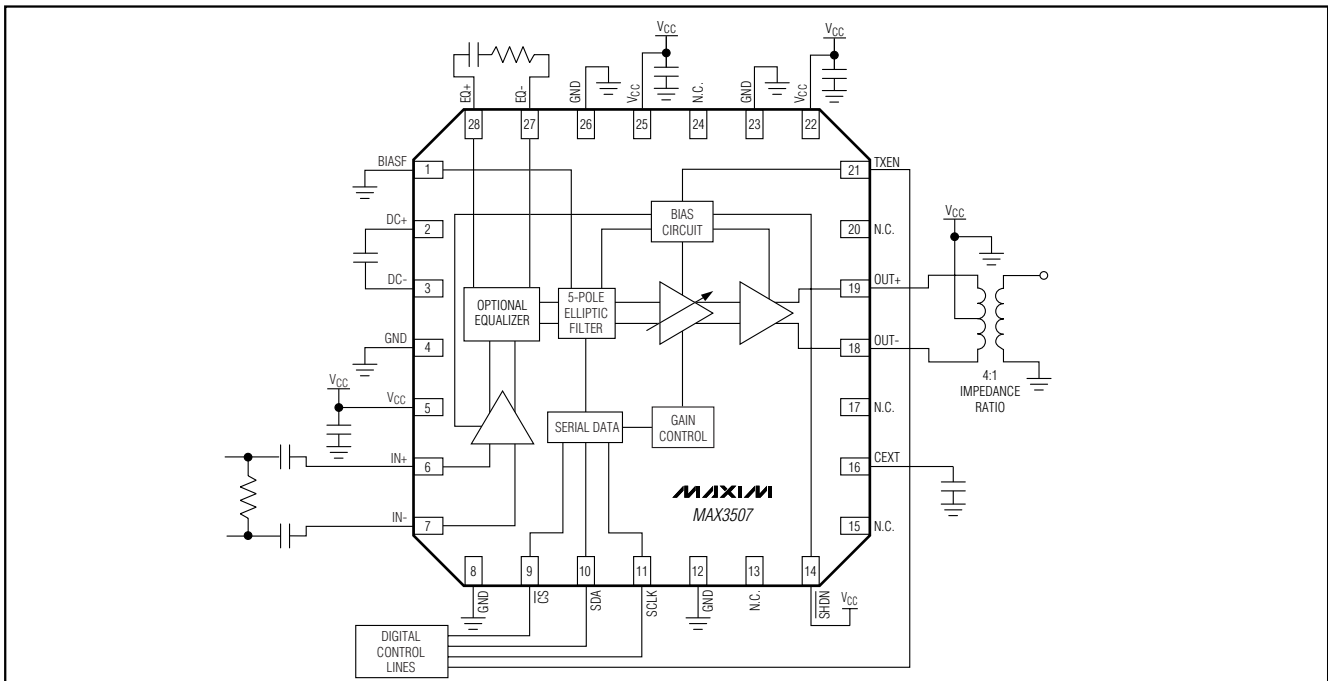 VCC
VCC
EQ+
EQ-
GND
VCC
N.C.
GND
VCC
28
27
26
25
24
23
22
BIASF
1
21
TXEN
DC+
2
BIAS
CIRCUIT
20
N.C.
VCC
DC-
3
OPTIONAL
EQUALIZER
5-POLE
ELLIPTIC
FILTER
19
OUT+
GND
4
18
OUT-
4:1
IMPEDANCE
RATIO
VCC
VCC
5
SERIAL DATA
GAIN
CONTROL
17
N.C.
IN+
6
16
CEXT
MAXIM
MAX3507
IN-
7
15
N.C.
8
9
10
11
12
13
14
GND
CS
SDA
SCLK
GND
N.C.
SHDN
VCC
DIGITAL
CONTROL
LINES